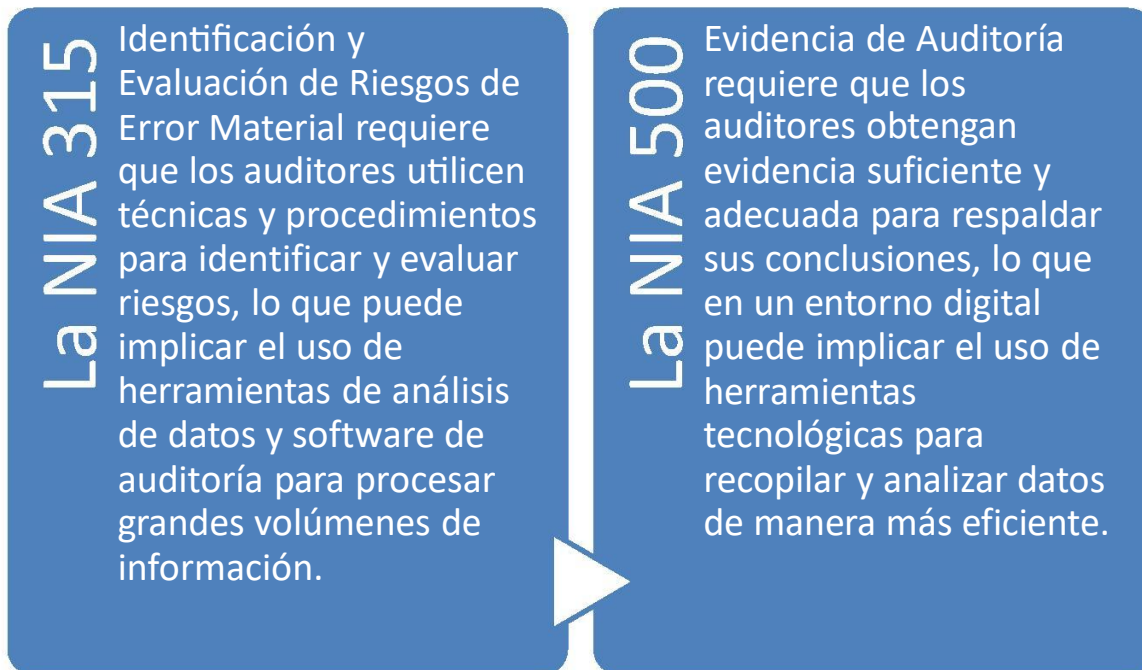 La NIA 315
Identificación y
Evaluación de Riesgos de
Error Material requiere
que los auditores utilicen
técnicas y procedimientos
para identificar y evaluar
riesgos, lo que puede
implicar el uso de
herramientas de análisis
de datos y software de
auditoría para procesar
grandes volúmenes de
información.
La NIA 500
Evidencia de Auditoría
requiere que los
auditores obtengan
evidencia suficiente y
adecuada para respaldar
sus conclusiones, lo que
en un entorno digital
puede implicar el uso de
herramientas
tecnológicas para
recopilar y analizar datos
de manera más eficiente.